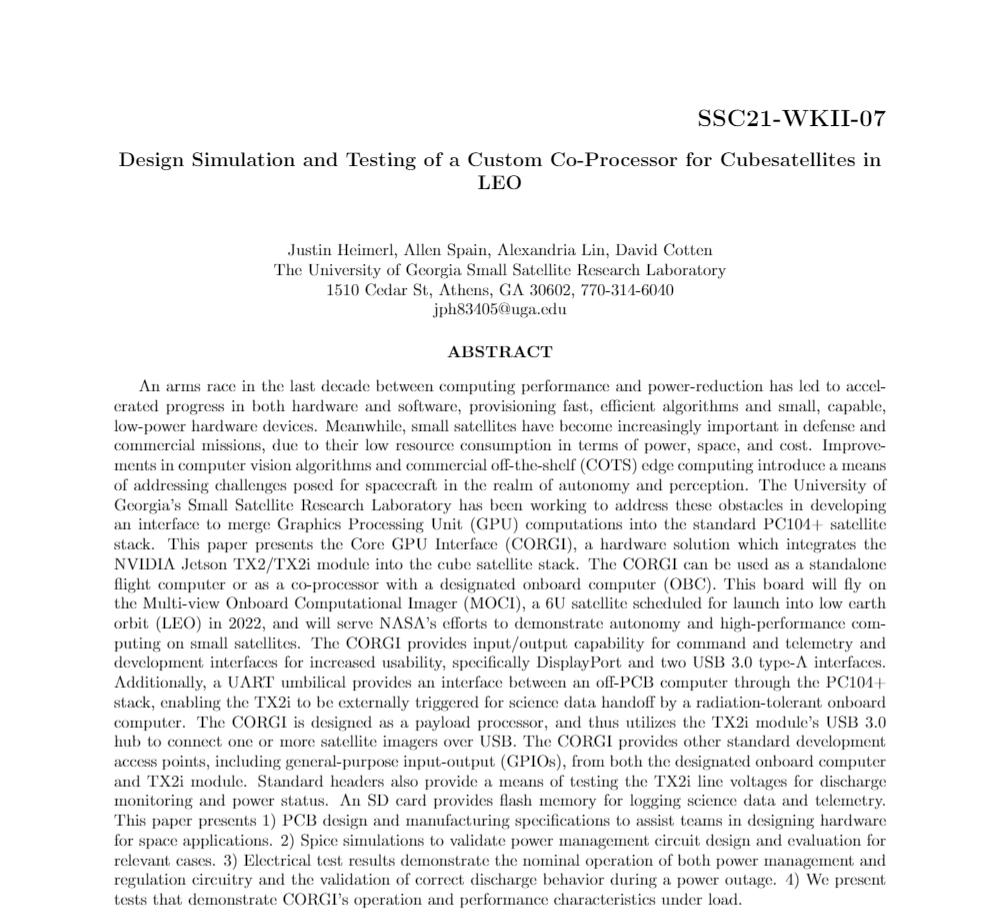 SSC21-WKII-07
Design Simulation and Testing of a Custom Co-Processor for Cubesatellites in
LEO
Justin Heimerl, Allen Spain, Alexandria Lin, David Cotten
The University of Georgia Small Satellite Research Laboratory
1510 Cedar St, Athens, GA 30602, 770-314-6040
jph83405@uga.edu
ABSTRACT
An arms race in the last decade between computing performance and power-reduction has led to accel-
erated progress in both hardware and software, provisioning fast, efficient algorithms and small, capable,
low-power hardware devices. Meanwhile, small satellites have become increasingly important in defense and
commercial missions, due to their low resource consumption in terms of power, space, and cost. Improve-
ments in computer vision algorithms and commercial off-the-shelf (COTS) edge computing introduce a means
of addressing challenges posed for spacecraft in the realm of autonomy and perception. The University of
Georgia's Small Satellite Research Laboratory has been working to address these obstacles in developing
an interface to merge Graphics Processing Unit (GPU) computations into the standard PC104+ satellite
stack. This paper presents the Core GPU Interface (CORGI), a hardware solution which integrates the
NVIDIA Jetson TX2/TX2i module into the cube satellite stack. The CORGI can be used as a standalone
flight computer or as a co-processor with a designated onboard computer (OBC). This board will fly on
the Multi-view Onboard Computational Imager (MOCI), a 6U satellite scheduled for launch into low earth
orbit (LEO) in 2022, and will serve NASA's efforts to demonstrate autonomy and high-performance com-
puting on small satellites. The CORGI provides input/output capability for command and telemetry and
development interfaces for increased usability, specifically DisplayPort and two USB 3.0 type-A interfaces.
Additionally, a UART umbilical provides an interface between an off-PCB computer through the PC104+
stack, enabling the TX2i to be externally triggered for science data handoff by a radiation-tolerant onboard
computer. The CORGI is designed as a payload processor, and thus utilizes the TX2i module's USB 3.0
hub to connect one or more satellite imagers over USB. The CORGI provides other standard development
access points, including general-purpose input-output (GPIOs), from both the designated onboard computer
and TX2i module. Standard headers also provide a means of testing the TX2i line voltages for discharge
monitoring and power status. An SD card provides flash memory for logging science data and telemetry.
This paper presents 1) PCB design and manufacturing specifications to assist teams in designing hardware
for space applications. 2) Spice simulations to validate power management circuit design and evaluation for
relevant cases. 3) Electrical test results demonstrate the nominal operation of both power management and
regulation circuitry and the validation of correct discharge behavior during a power outage. 4) We present
tests that demonstrate CORGI's operation and performance characteristics under load.